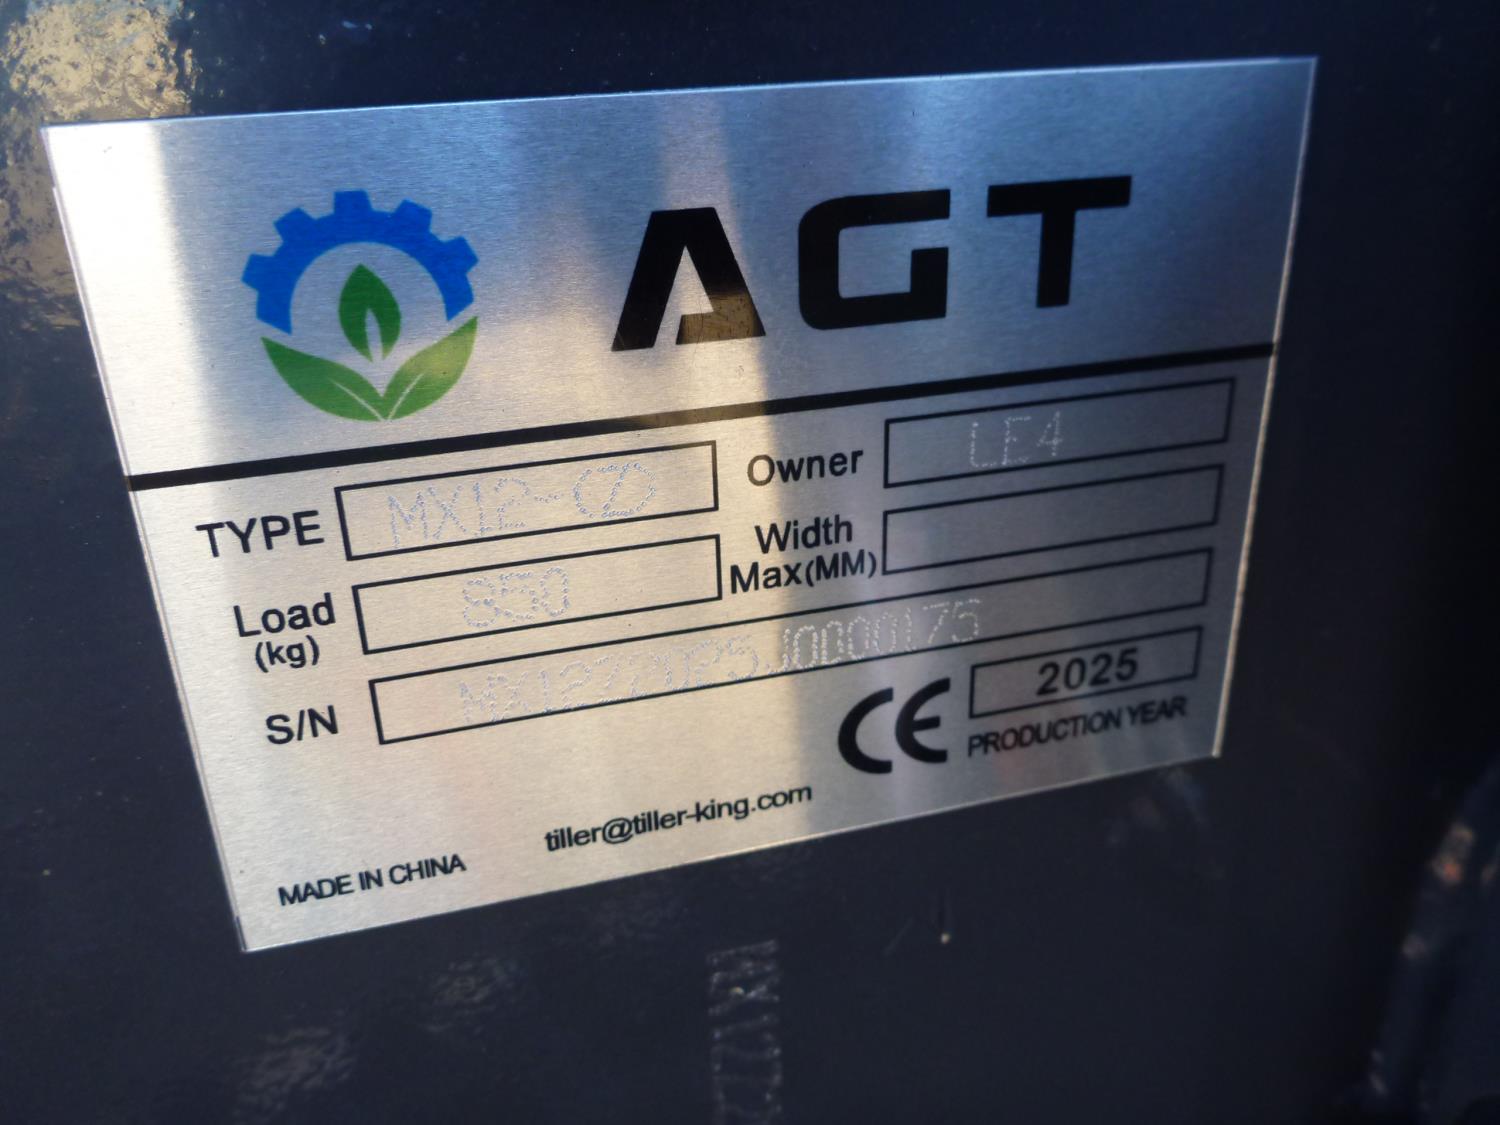 AGT
TYPE MX12-Ⓩ Owner LE4
Load (kg) 850 Width Max(MM)
S/N
CE 2025
PRODUCTION YEAR
tiller@tiller-king.com
MADE IN CHINA